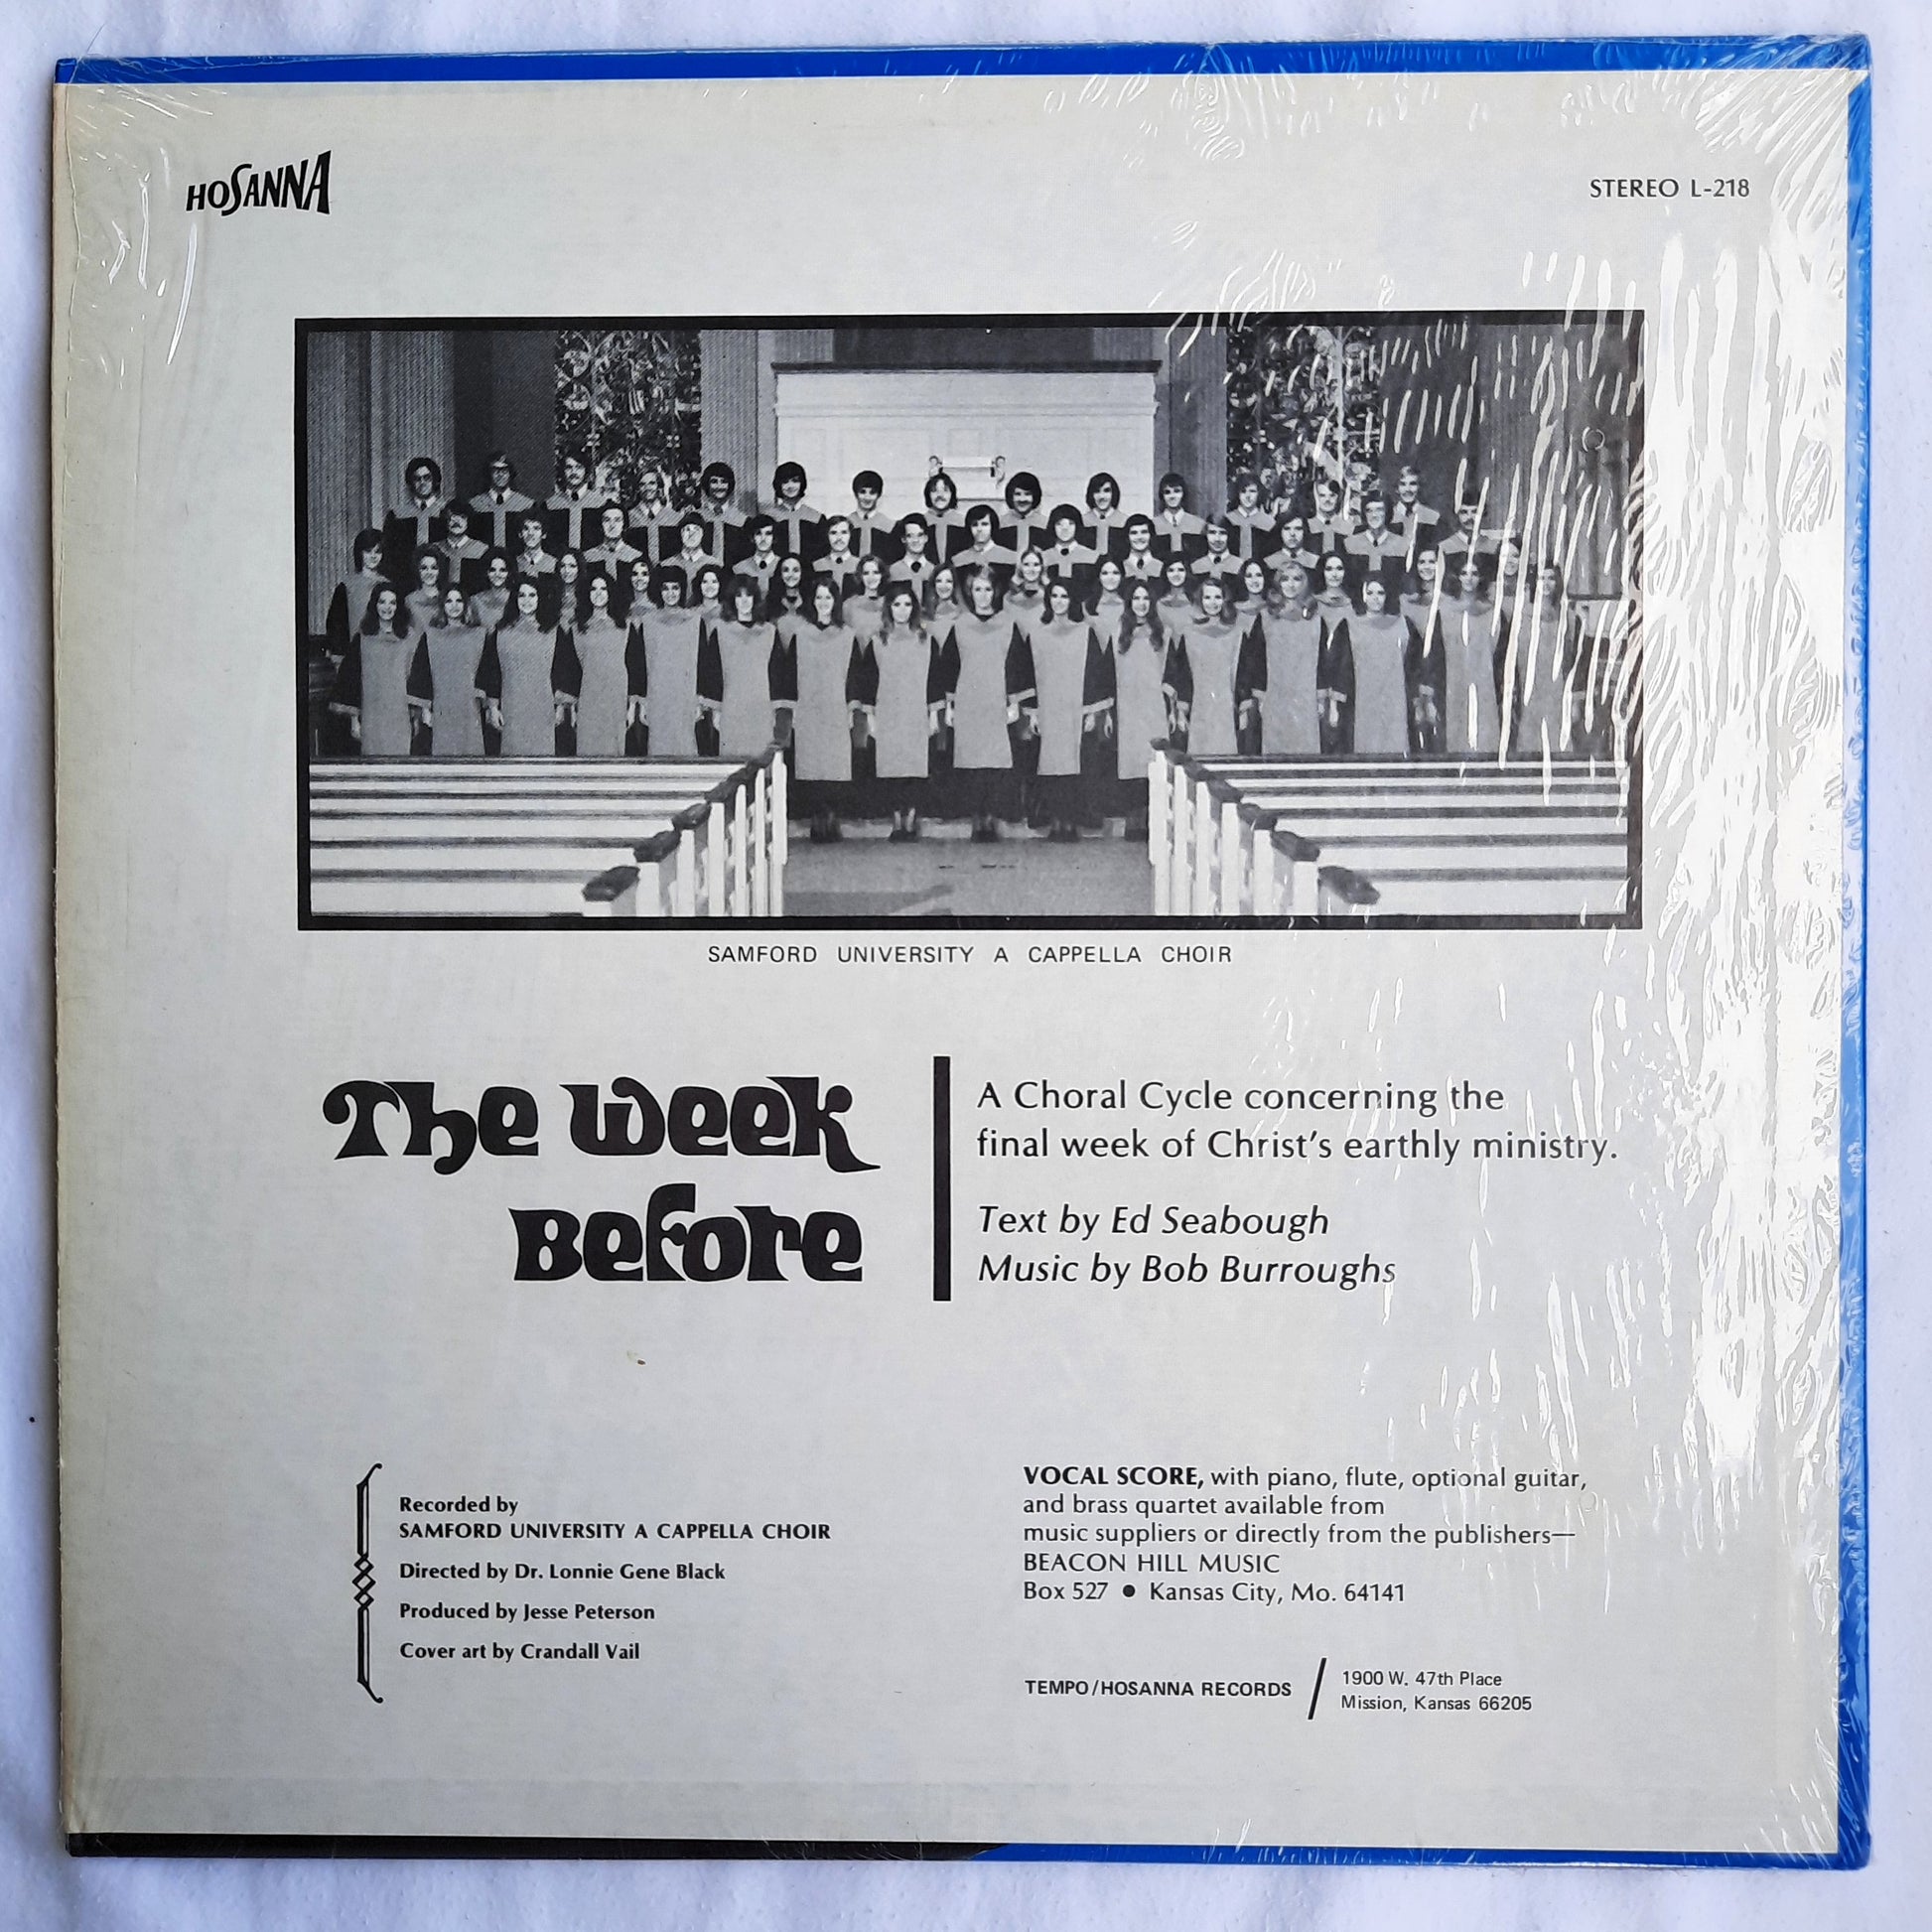 HOSANNA
STEREO L-218
SAMFORD UNIVERSITY A CAPPELLA CHOIR
The Week
Before
A Choral Cycle concerning the
final week of Christ's earthly ministry.
Text by Ed Seabough
Music by Bob Burroughs
Recorded by
SAMFORD UNIVERSITY A CAPPELLA CHOIR
Directed by Dr. Lonnie Gene Black
Produced by Jesse Peterson
Cover art by Crandall Vail
VOCAL SCORE, with piano, flute, optional guitar,
and brass quartet available from
music suppliers or directly from the publishers—
BEACON HILL MUSIC
Box 527 ● Kansas City, Mo. 64141
TEMPO/HOSANNA RECORDS
1900 W. 47th Place
Mission, Kansas 66205